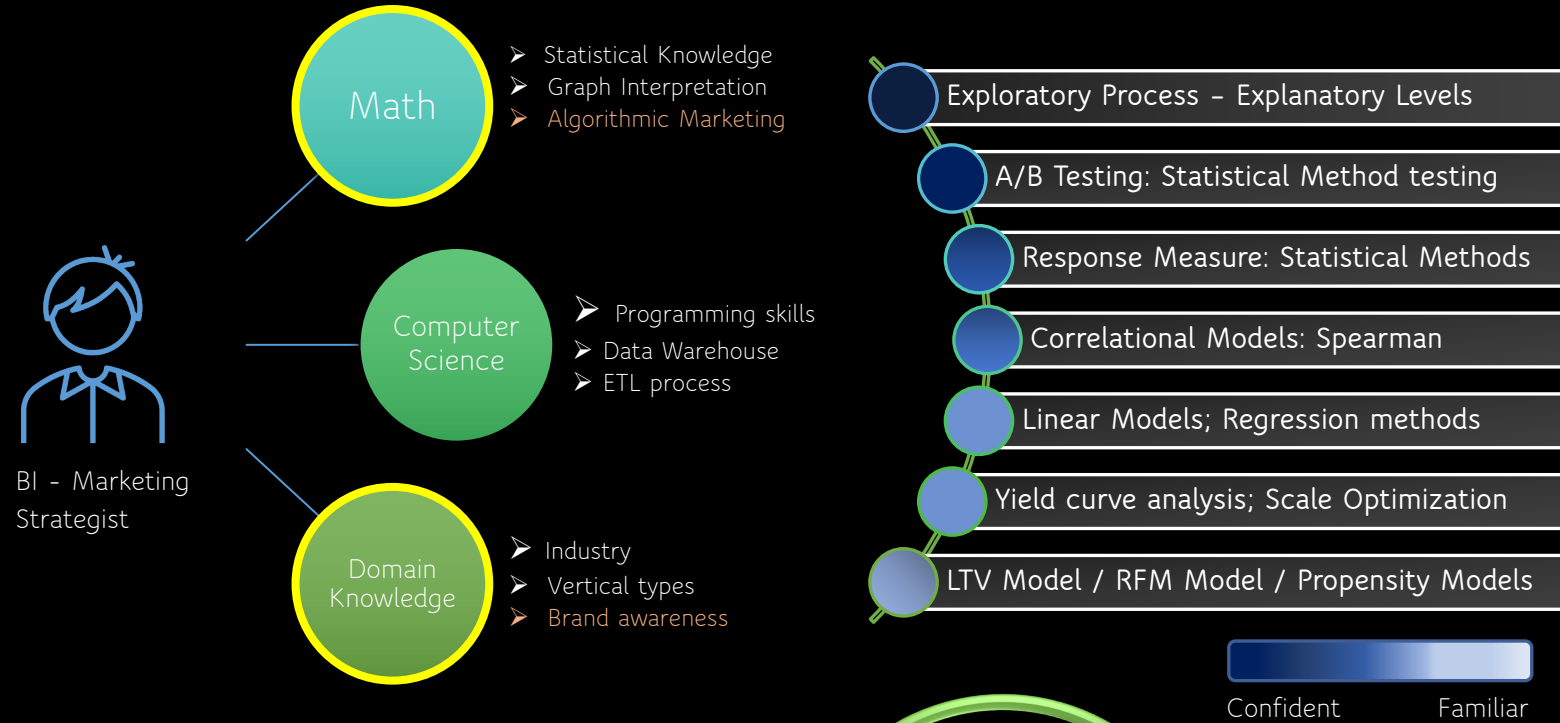 Math
Statistical Knowledge
Graph Interpretation
Algorithmic Marketing
Computer
Science
Programming skills
Data Warehouse
ETL process
BI - Marketing
Strategist
Domain
Knowledge
Industry
Vertical types
Brand awareness
Exploratory Process – Explanatory Levels
A/B Testing: Statistical Method testing
Response Measure: Statistical Methods
Correlational Models: Spearman
Linear Models; Regression methods
Yield curve analysis; Scale Optimization
LTV Model / RFM Model / Propensity Models
Confident Familiar